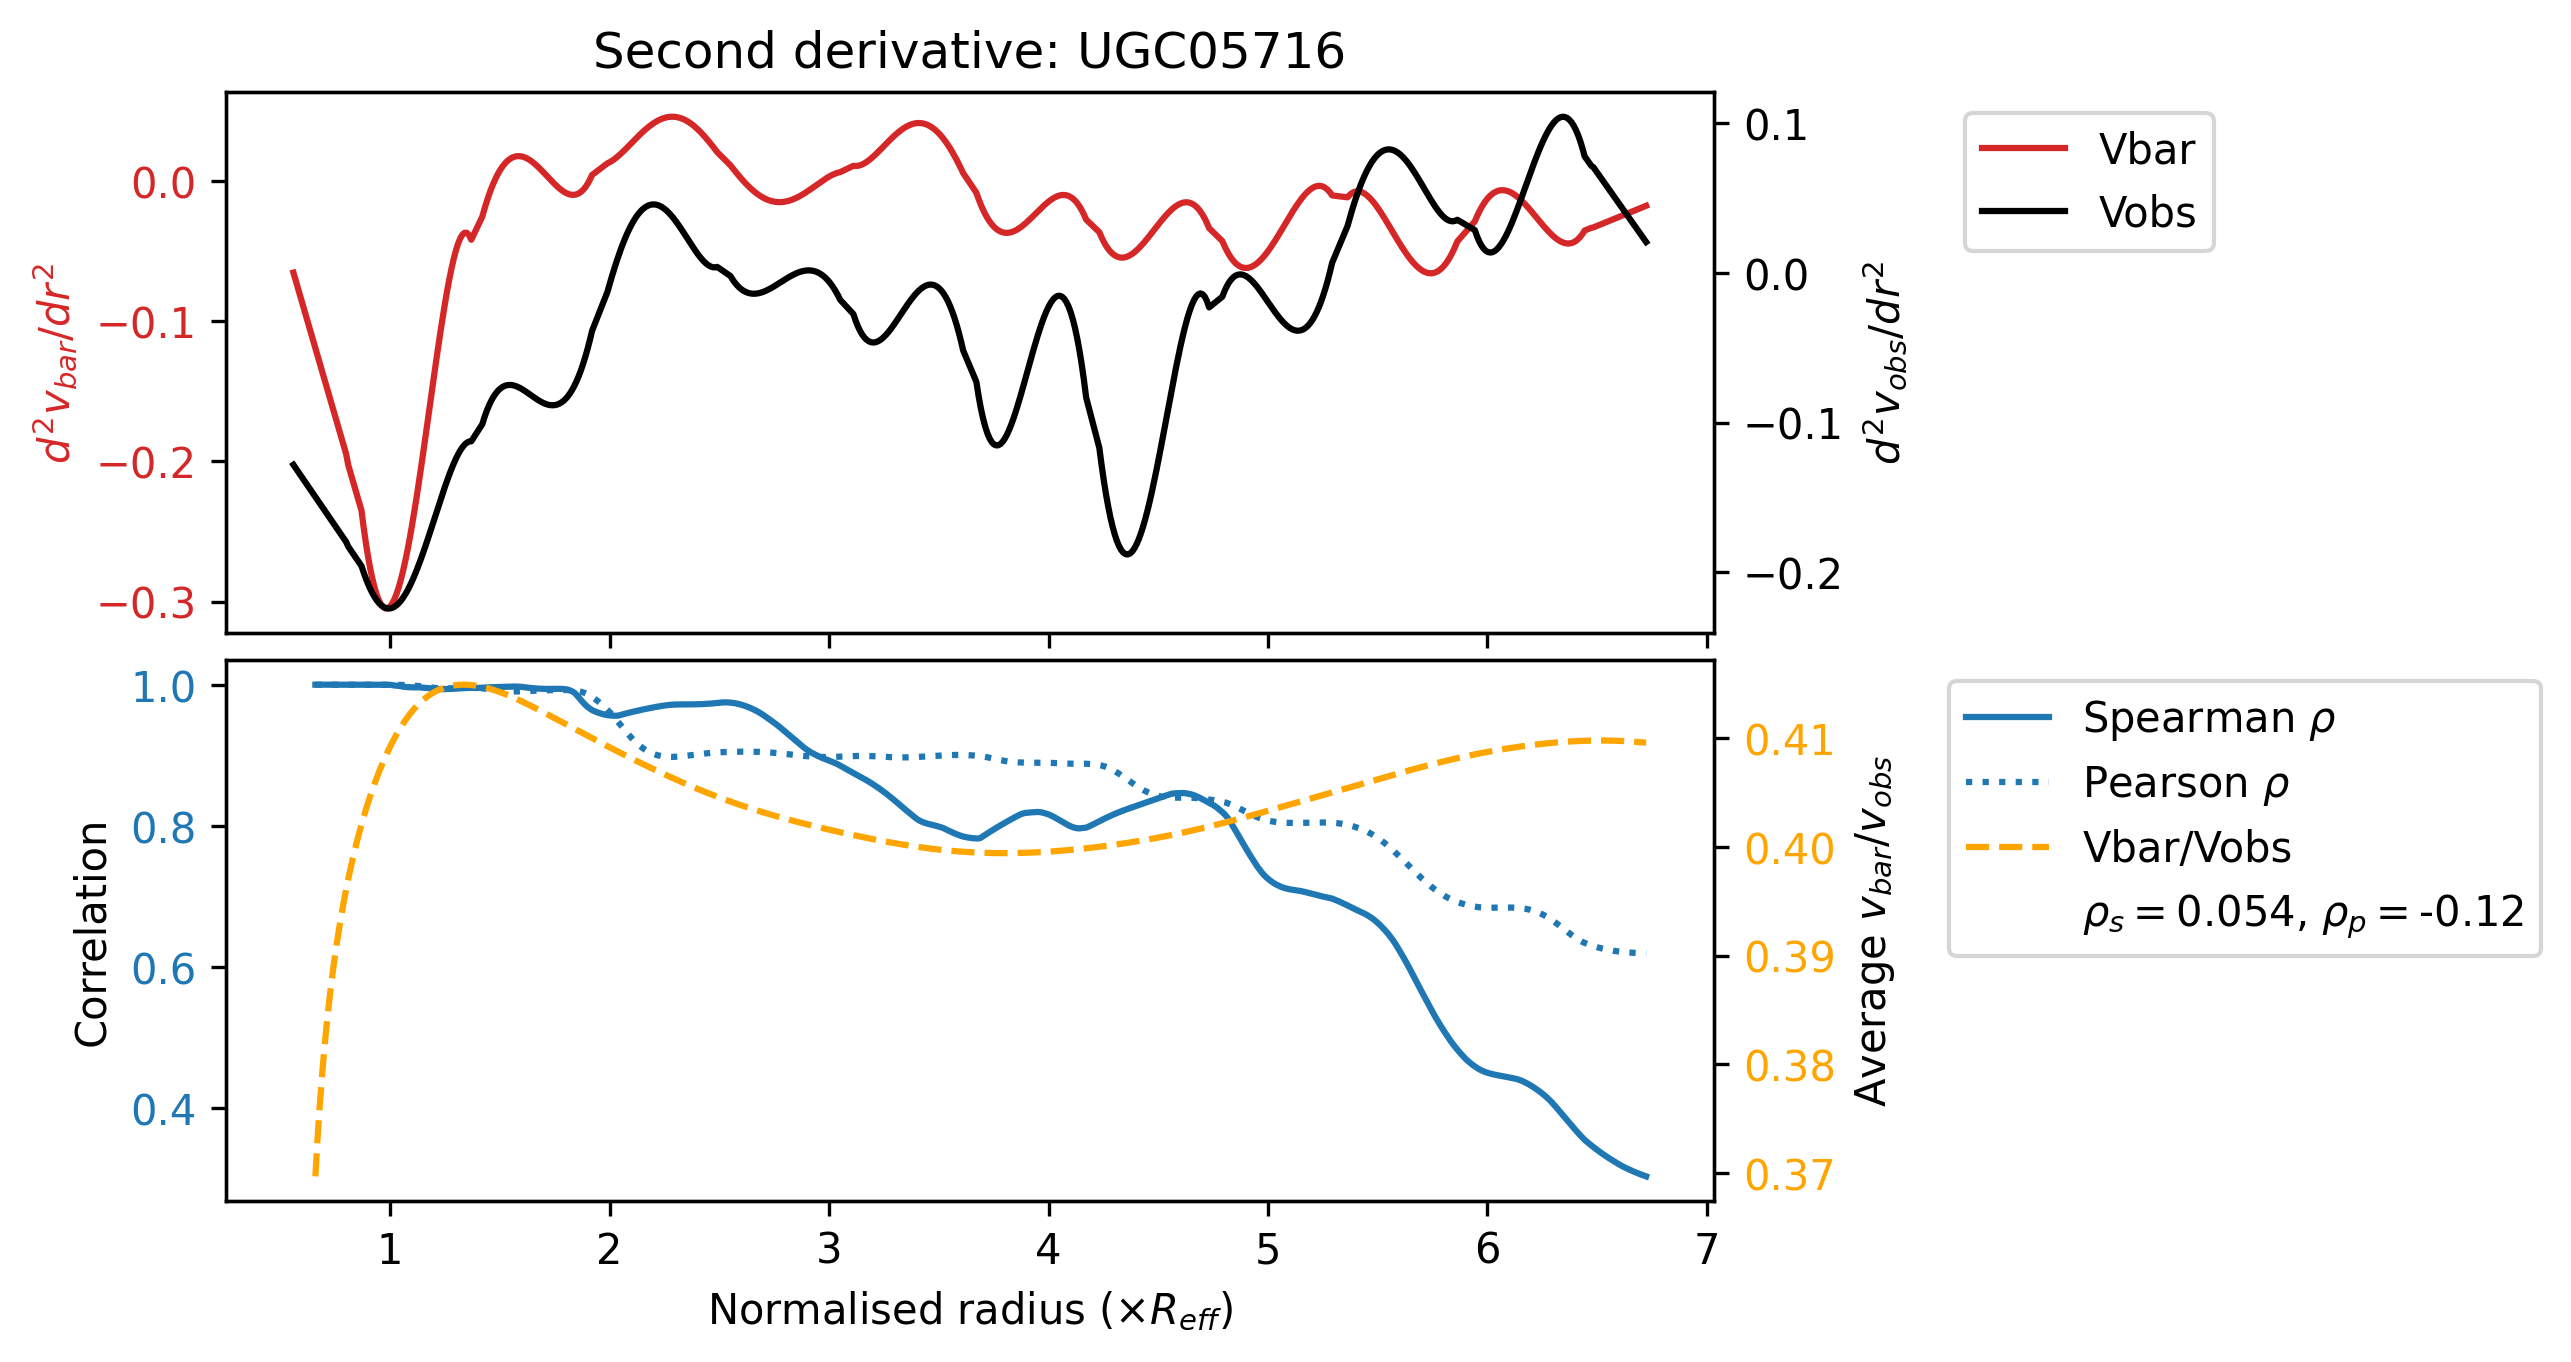 Second derivative: UGC05716
d²v_bar/dr²
0.0
−0.1
−0.2
−0.3
0.1
0.0
−0.1
−0.2
d²v_obs/dr²
Vbar
Vobs
Correlation
1.0
0.8
0.6
0.4
0.41
0.40
0.39
0.38
0.37
Average v_bar/v_obs
Spearman ρ
Pearson ρ
Vbar/Vobs
ρ_s = 0.054, ρ_p = -0.12
1 2 3 4 5 6 7
Normalised radius (×R_eff)